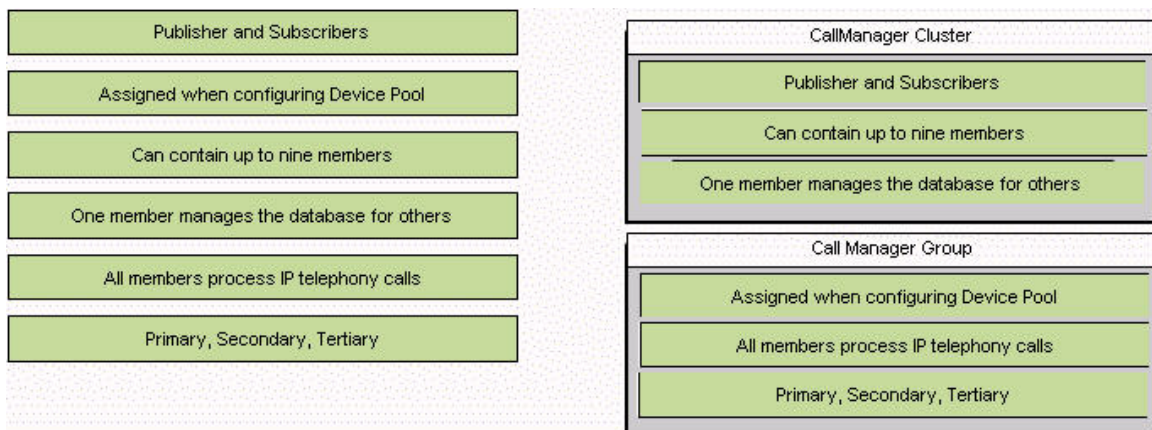 Publisher and Subscribers
Assigned when configuring Device Pool
Can contain up to nine members
One member manages the database for others
All members process IP telephony calls
Primary, Secondary, Tertiary
CallManager Cluster
Publisher and Subscribers
Can contain up to nine members
One member manages the database for others
Call Manager Group
Assigned when configuring Device Pool
All members process IP telephony calls
Primary, Secondary, Tertiary